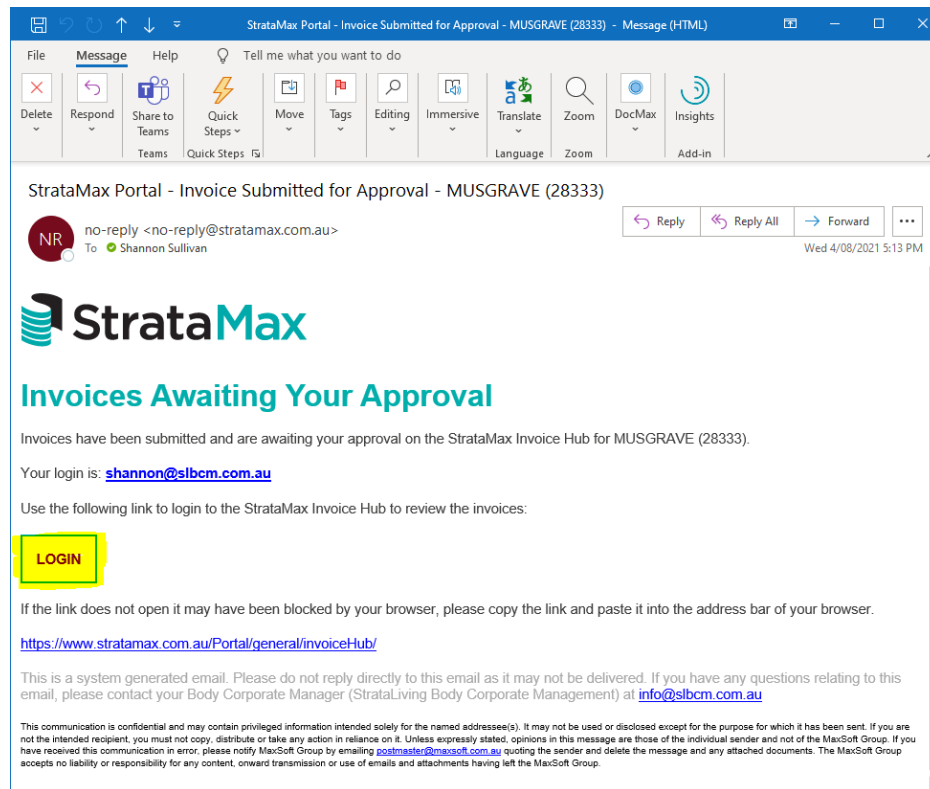 StrataMax Portal - Invoice Submitted for Approval - MUSGRAVE (28333) - Message (HTML)
File Message Help Tell me what you want to do
Delete Respond Share to Teams Quick Steps Move Tags Editing Immersive Translate Zoom DocMax Insights
Teams Quick Steps Language Zoom Add-in
StrataMax Portal - Invoice Submitted for Approval - MUSGRAVE (28333)
NR
no-reply <no-reply@stratamax.com.au>
To Shannon Sullivan
Reply Reply All Forward
Wed 4/08/2021 5:13 PM
StrataMax
Invoices Awaiting Your Approval
Invoices have been submitted and are awaiting your approval on the StrataMax Invoice Hub for MUSGRAVE (28333).
Your login is: shannon@slbcm.com.au
Use the following link to login to the StrataMax Invoice Hub to review the invoices:
LOGIN
If the link does not open it may have been blocked by your browser, please copy the link and paste it into the address bar of your browser.
https://www.stratamax.com.au/Portal/general/invoiceHub/
This is a system generated email. Please do not reply directly to this email as it may not be delivered. If you have any questions relating to this
email, please contact your Body Corporate Manager (StrataLiving Body Corporate Management) at info@slbcm.com.au
This communication is confidential and may contain privileged information intended solely for the named addressee(s). It may not be used or disclosed except for the purpose for which it has been sent. If you are
not the intended recipient, you must not copy, distribute or take any action in reliance on it. Unless expressly stated, opinions in this message are those of the individual sender and not of the MaxSoft Group. If you
have received this communication in error, please notify MaxSoft Group by emailing postmaster@maxsoft.com.au quoting the sender and delete the message and any attached documents. The MaxSoft Group
accepts no liability or responsibility for any content, onward transmission or use of emails and attachments having left the MaxSoft Group.